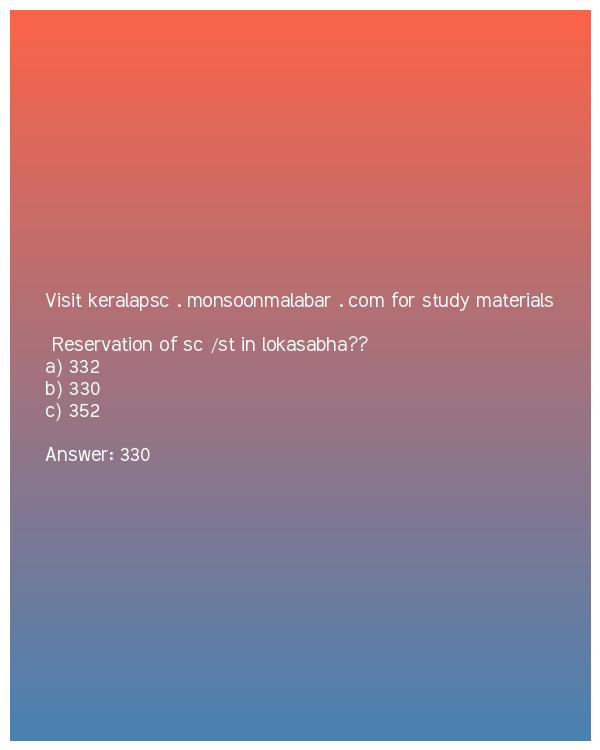 Visit keralapsc . monsoonmalabar . com for study materials
Reservation of sc /st in lokasabha??
a) 332
b) 330
c) 352
Answer: 330